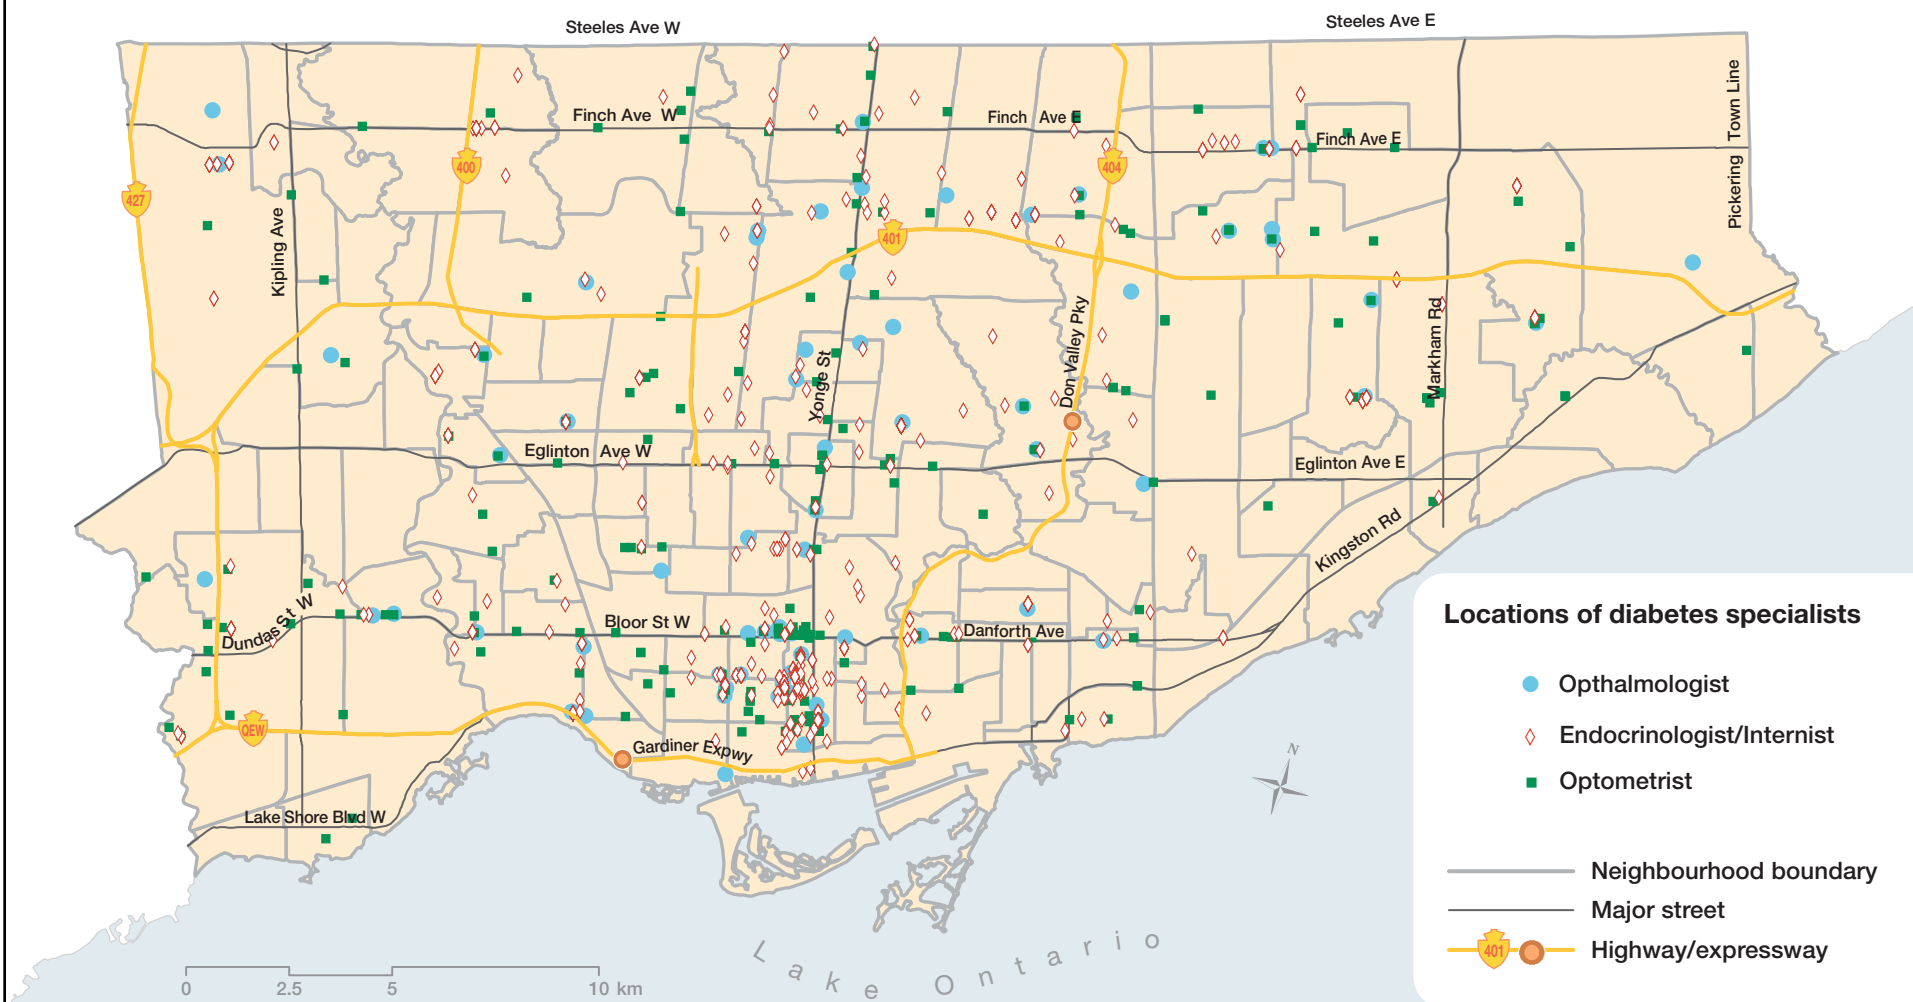 Steeles Ave W
Steeles Ave E
Finch Ave W
Finch Ave E
Finch Ave E
Pickering Town Line
400
404
427
401
Kipling Ave
Don Valley Pky
Markham Rd
Yonge St
Eglinton Ave W
Eglinton Ave E
Kingston Rd
Dundas St W
Bloor St W
Danforth Ave
QEW
Gardiner Expwy
Lake Shore Blvd W
N
Lake Ontario
0 2.5 5 10 km
Locations of diabetes specialists
Opthalmologist
Endocrinologist/Internist
Optometrist
Neighbourhood boundary
Major street
401 Highway/expressway